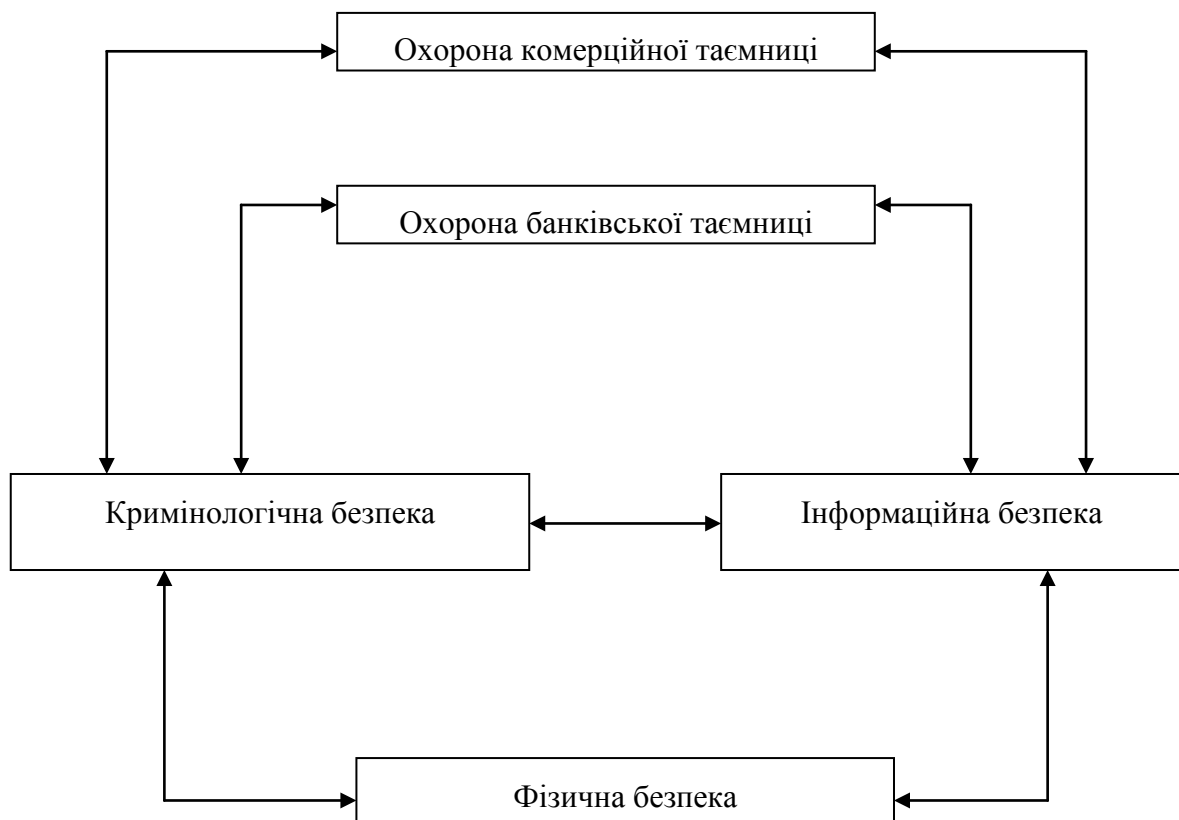 Охорона комерційної таємниці
Охорона банківської таємниці
Кримінологічна безпека
Інформаційна безпека
Фізична безпека